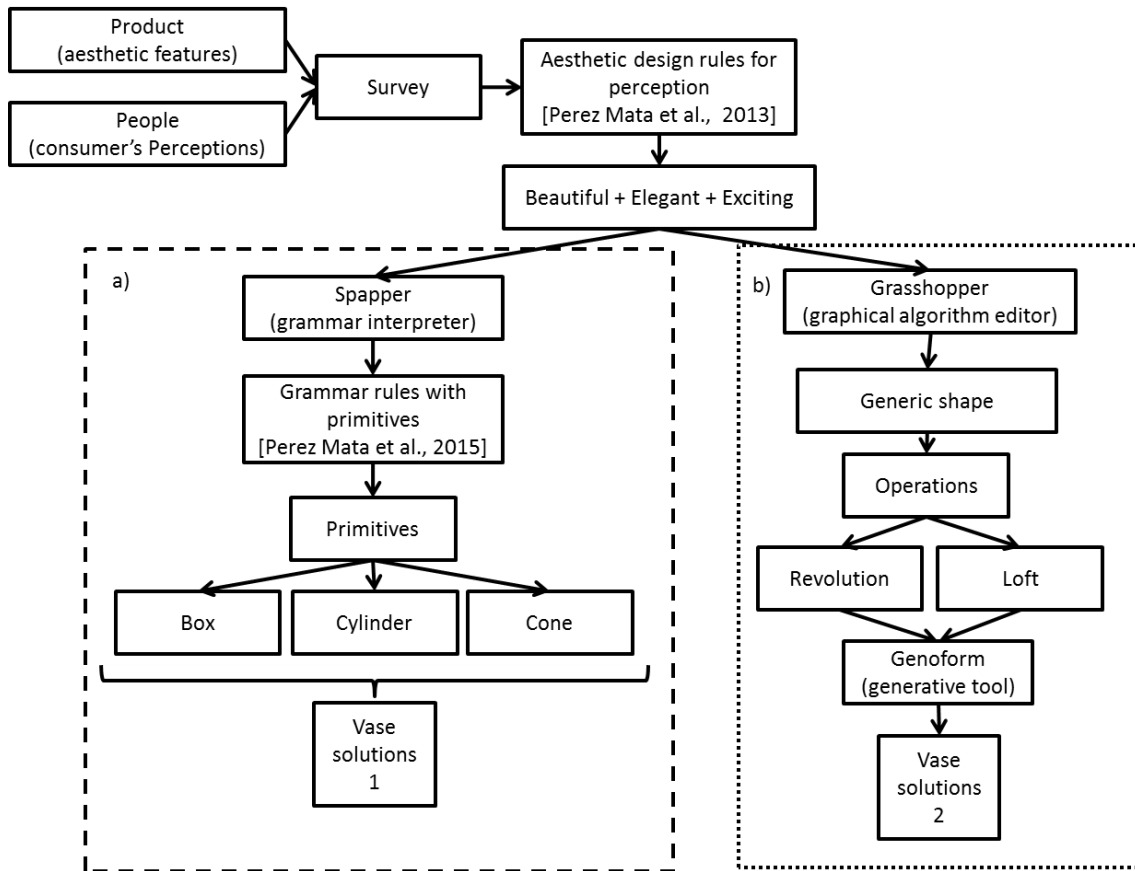 Product
(aesthetic features)
People
(consumer’s Perceptions)
Survey
Aesthetic design rules for
perception
[Perez Mata et al., 2013]
Beautiful + Elegant + Exciting
a)
Spapper
(grammar interpreter)
Grammar rules with
primitives
[Perez Mata et al., 2015]
Primitives
Box
Cylinder
Cone
Vase
solutions
1
b)
Grasshopper
(graphical algorithm editor)
Generic shape
Operations
Revolution
Loft
Genoform
(generative tool)
Vase
solutions
2